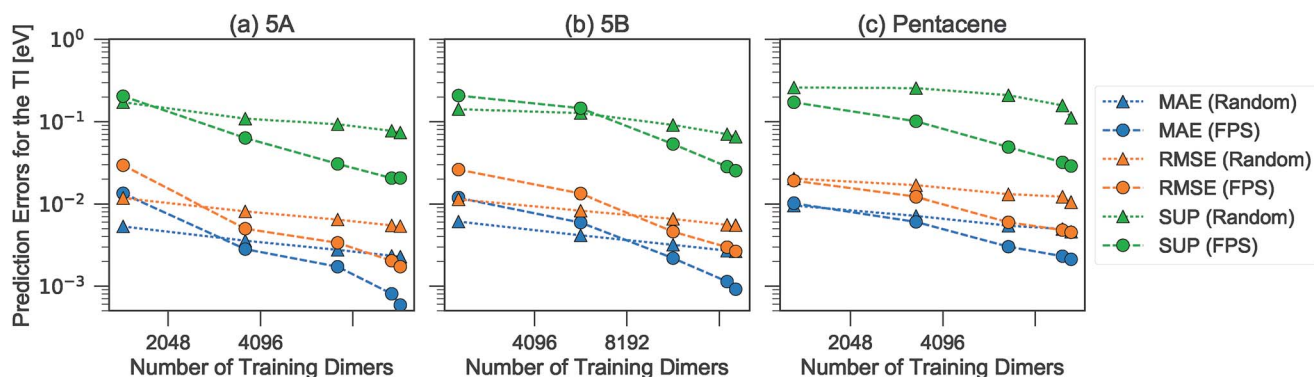 (a) 5A
(b) 5B
(c) Pentacene
Prediction Errors for the TI [eV]
10⁰
10⁻¹
10⁻²
10⁻³
2048
4096
4096
8192
2048
4096
Number of Training Dimers
Number of Training Dimers
Number of Training Dimers
MAE (Random)
MAE (FPS)
RMSE (Random)
RMSE (FPS)
SUP (Random)
SUP (FPS)